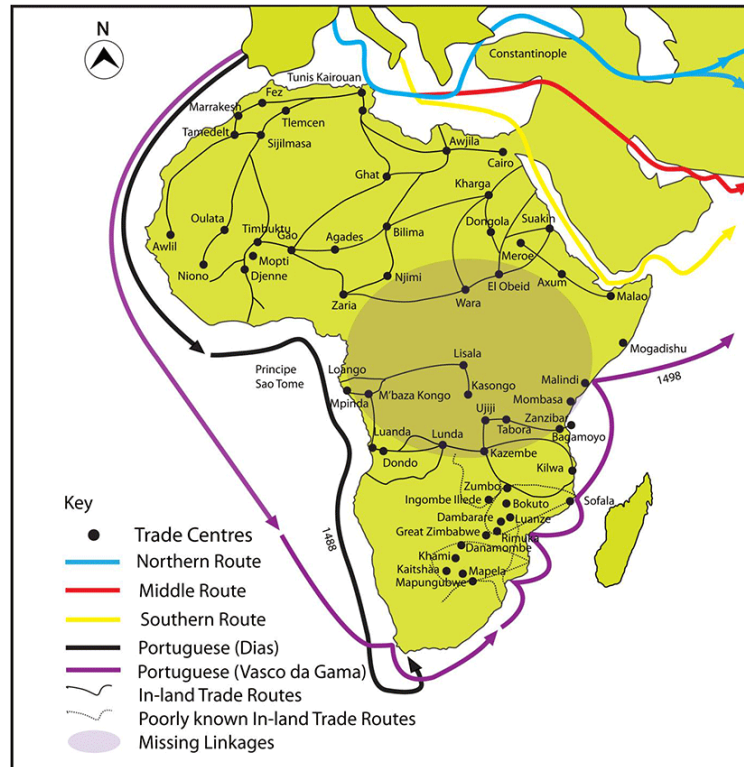 N
Constantinople
Tunis Kairouan
Fez
Marrakesh
Tlemcen
Tamedelt
Sijilmasa
Awjila
Cairo
Ghat
Kharga
Oulata
Timbuktu
Gao
Agades
Bilima
Dongola
Suakin
Awlil
Mopti
Meroe
Niono
Djenne
Njimi
El Obeid
Axum
Zaria
Wara
Malao
Mogadishu
Principe
Sao Tome
Lisala
Loango
Malindi
1498
Mpinda
M'baza Kongo
Kasongo
Mombasa
Ujiji
Zanzibar
Tabora
Bagamoyo
Luanda
Lunda
Dondo
Kazembe
Kilwa
Zumbo
Ingombe Illede
Bokuto
Sofala
Dambarare
Luanze
Great Zimbabwe
Rimuka
1488
Danamombe
Khami
Kaitshaa
Mapela
Mapungubwe
Key
Trade Centres
Northern Route
Middle Route
Southern Route
Portuguese (Dias)
Portuguese (Vasco da Gama)
In-land Trade Routes
Poorly known In-land Trade Routes
Missing Linkages